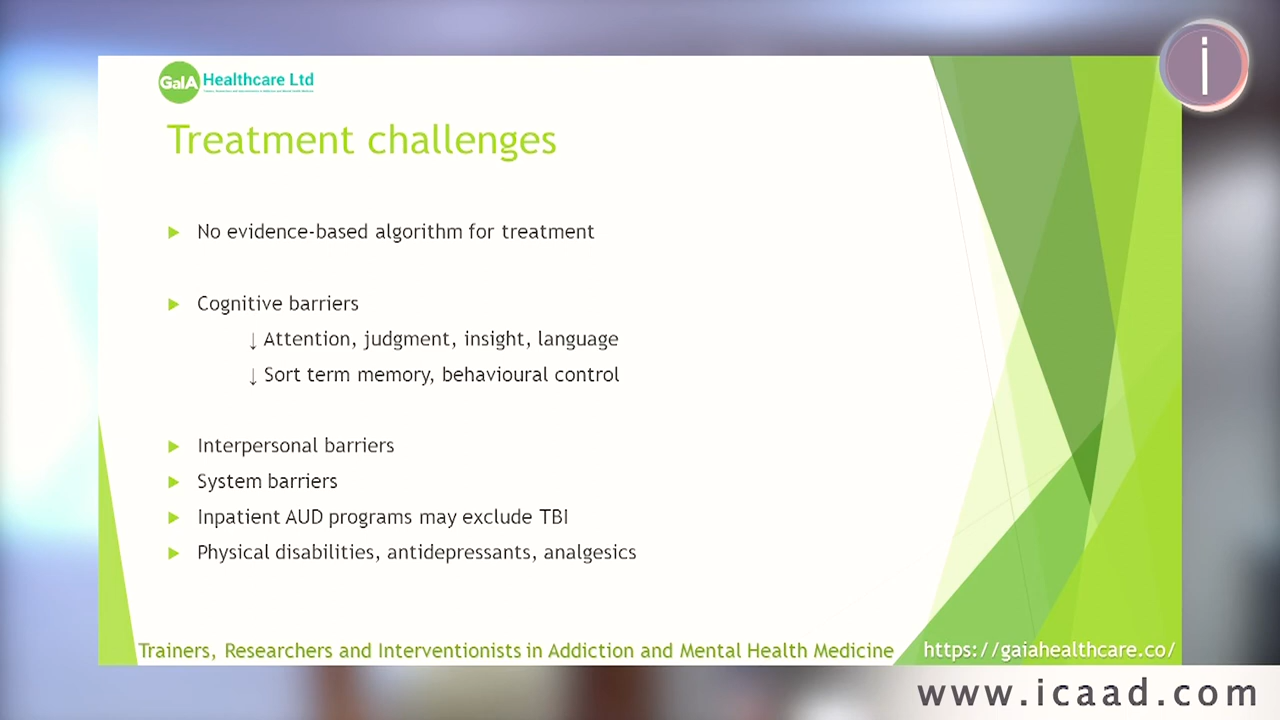 GaIA Healthcare Ltd
Treatment challenges
No evidence-based algorithm for treatment
Cognitive barriers
↓ Attention, judgment, insight, language
↓ Sort term memory, behavioural control
Interpersonal barriers
System barriers
Inpatient AUD programs may exclude TBI
Physical disabilities, antidepressants, analgesics
Trainers, Researchers and Interventionists in Addiction and Mental Health Medicine
https://gaiahealthcare.co/
i
www.icaad.com